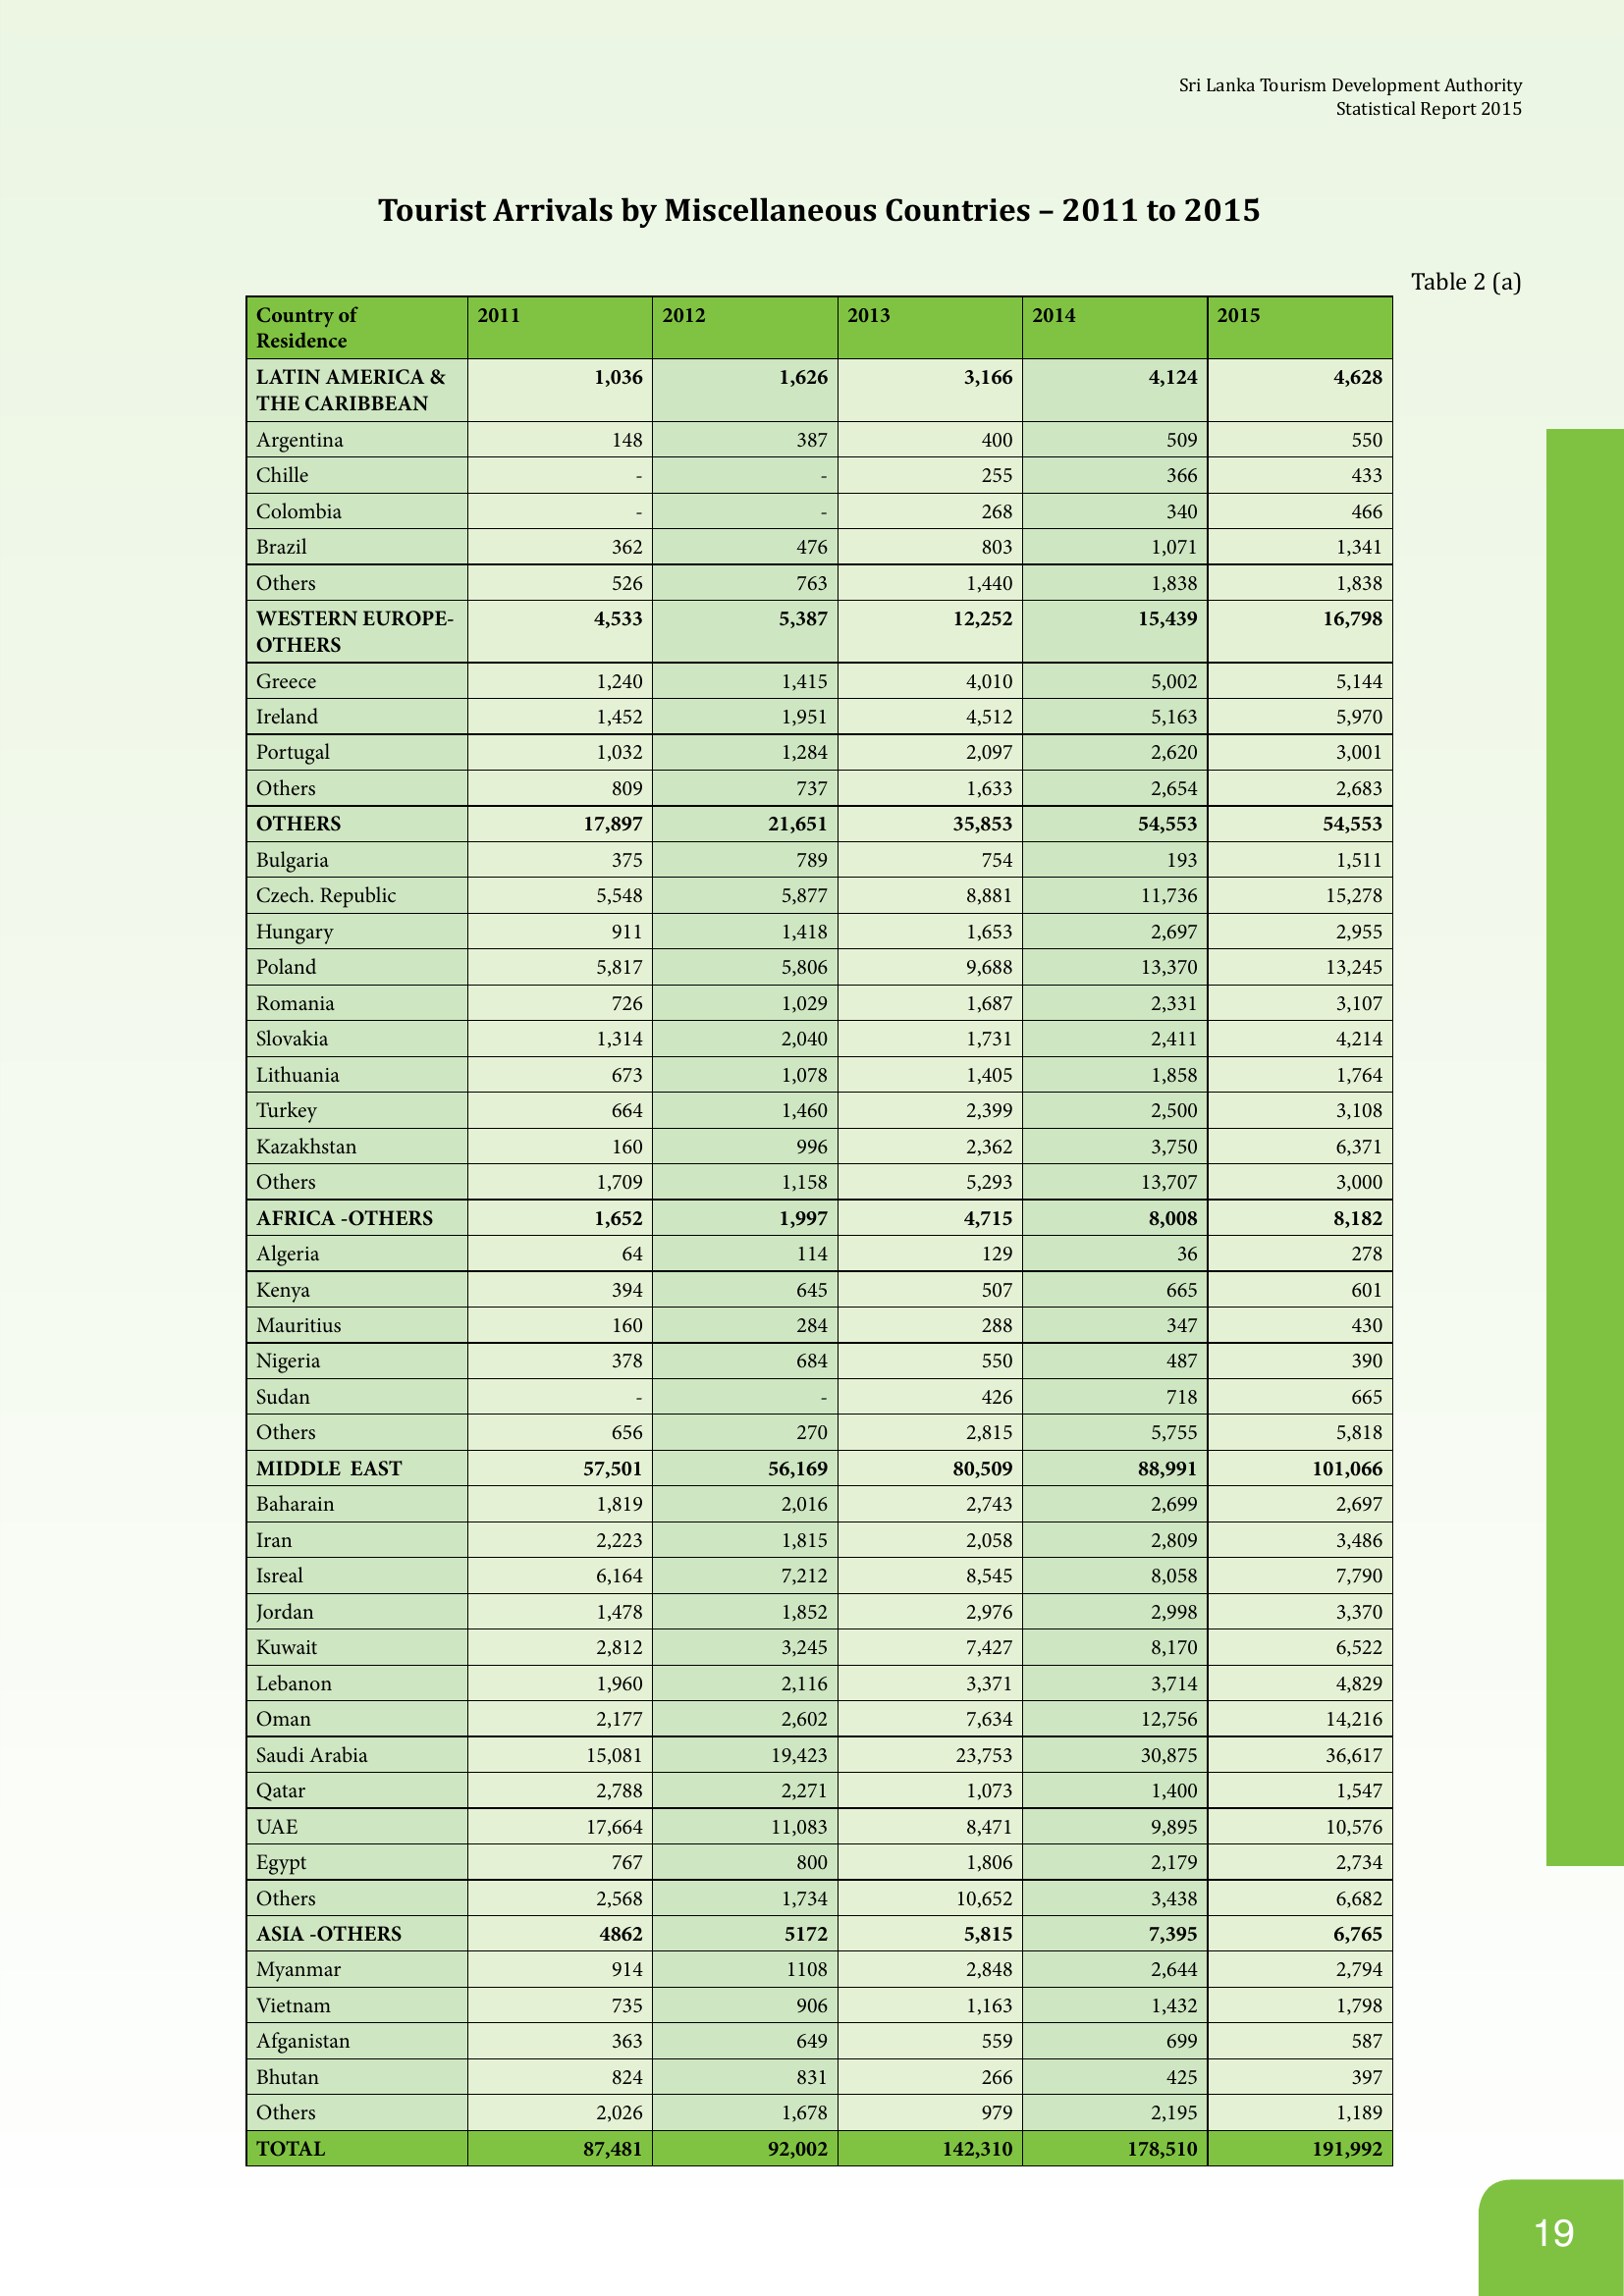 Sri Lanka Tourism Development Authority
Statistical Report 2015
Tourist Arrivals by Miscellaneous Countries – 2011 to 2015
Table 2 (a)
Country of 2011 2012 2013 2014 2015
Residence
LATIN AMERICA & 1,036 1,626 3,166 4,124 4,628
THE CARIBBEAN
Argentina 148 387 400 509 550
Chille - - 255 366 433
Colombia - - 268 340 466
Brazil 362 476 803 1,071 1,341
Others 526 763 1,440 1,838 1,838
WESTERN EUROPE- 4,533 5,387 12,252 15,439 16,798
OTHERS
Greece 1,240 1,415 4,010 5,002 5,144
Ireland 1,452 1,951 4,512 5,163 5,970
Portugal 1,032 1,284 2,097 2,620 3,001
Others 809 737 1,633 2,654 2,683
OTHERS 17,897 21,651 35,853 54,553 54,553
Bulgaria 375 789 754 193 1,511
Czech. Republic 5,548 5,877 8,881 11,736 15,278
Hungary 911 1,418 1,653 2,697 2,955
Poland 5,817 5,806 9,688 13,370 13,245
Romania 726 1,029 1,687 2,331 3,107
Slovakia 1,314 2,040 1,731 2,411 4,214
Lithuania 673 1,078 1,405 1,858 1,764
Turkey 664 1,460 2,399 2,500 3,108
Kazakhstan 160 996 2,362 3,750 6,371
Others 1,709 1,158 5,293 13,707 3,000
AFRICA -OTHERS 1,652 1,997 4,715 8,008 8,182
Algeria 64 114 129 36 278
Kenya 394 645 507 665 601
Mauritius 160 284 288 347 430
Nigeria 378 684 550 487 390
Sudan - - 426 718 665
Others 656 270 2,815 5,755 5,818
MIDDLE EAST 57,501 56,169 80,509 88,991 101,066
Baharain 1,819 2,016 2,743 2,699 2,697
Iran 2,223 1,815 2,058 2,809 3,486
Isreal 6,164 7,212 8,545 8,058 7,790
Jordan 1,478 1,852 2,976 2,998 3,370
Kuwait 2,812 3,245 7,427 8,170 6,522
Lebanon 1,960 2,116 3,371 3,714 4,829
Oman 2,177 2,602 7,634 12,756 14,216
Saudi Arabia 15,081 19,423 23,753 30,875 36,617
Qatar 2,788 2,271 1,073 1,400 1,547
UAE 17,664 11,083 8,471 9,895 10,576
Egypt 767 800 1,806 2,179 2,734
Others 2,568 1,734 10,652 3,438 6,682
ASIA -OTHERS 4862 5172 5,815 7,395 6,765
Myanmar 914 1108 2,848 2,644 2,794
Vietnam 735 906 1,163 1,432 1,798
Afganistan 363 649 559 699 587
Bhutan 824 831 266 425 397
Others 2,026 1,678 979 2,195 1,189
TOTAL 87,481 92,002 142,310 178,510 191,992
19